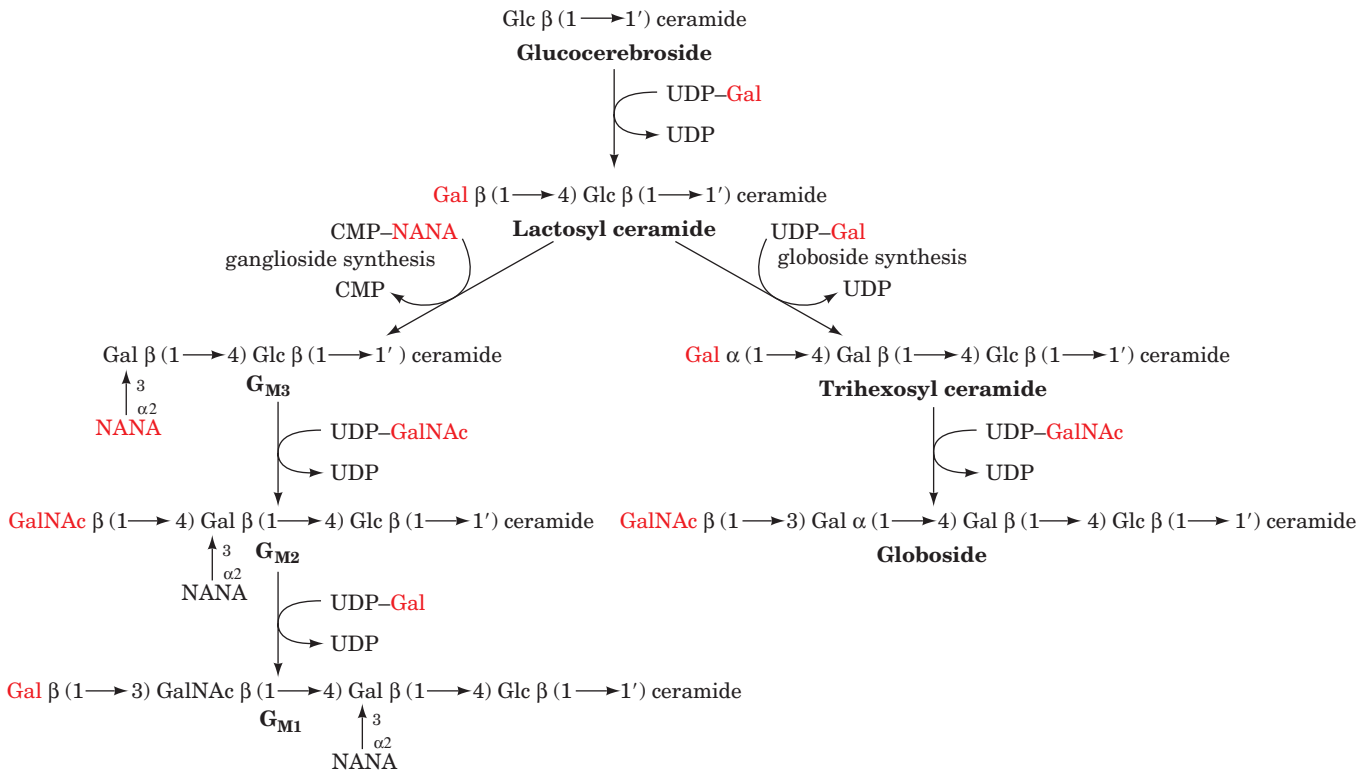 Glc β (1⟶1′) ceramide
Glucocerebroside
UDP–Gal
UDP
Gal β (1⟶4) Glc β (1⟶1′) ceramide
Lactosyl ceramide
CMP–NANA
ganglioside synthesis
CMP
UDP–Gal
globoside synthesis
UDP
Gal β (1⟶4) Glc β (1⟶1′ ) ceramide
3
α2
NANA
GM3
Gal α (1⟶4) Gal β (1⟶4) Glc β (1⟶1′) ceramide
Trihexosyl ceramide
UDP–GalNAc
UDP
UDP–GalNAc
UDP
GalNAc β (1⟶4) Gal β (1⟶4) Glc β (1⟶1′) ceramide
3
α2
NANA
GM2
GalNAc β (1⟶3) Gal α (1⟶4) Gal β (1⟶4) Glc β (1⟶1′) ceramide
Globoside
UDP–Gal
UDP
Gal β (1⟶3) GalNAc β (1⟶4) Gal β (1⟶4) Glc β (1⟶1′) ceramide
GM1
3
α2
NANA